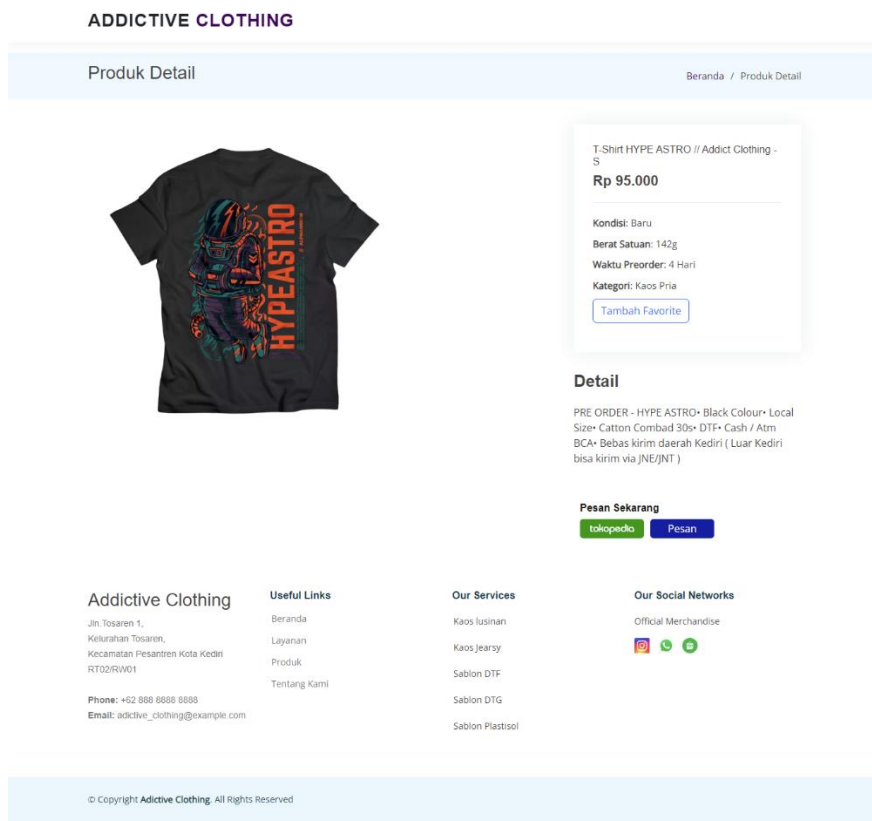 ADDICTIVE CLOTHING
Produk Detail
Beranda / Produk Detail
HYPEASTRO
T-Shirt HYPE ASTRO // Addict Clothing -
S
Rp 95.000
Kondisi: Baru
Berat Satuan: 142g
Waktu Preorder: 4 Hari
Kategori: Kaos Pria
Tambah Favorite
Detail
PRE ORDER - HYPE ASTRO• Black Colour• Local
Size• Catton Combad 30s• DTF• Cash / Atm
BCA• Bebas kirim daerah Kediri ( Luar Kediri
bisa kirim via JNE/JNT )
Pesan Sekarang
tokopedia
Pesan
Addictive Clothing
Jln.Tosaren 1,
Kelurahan Tosaren,
Kecamatan Pesantren Kota Kediri
RT02/RW01
Phone: +62 888 8888 8888
Email: adictive_clothing@example.com
Useful Links
Beranda
Layanan
Produk
Tentang Kami
Our Services
Kaos lusinan
Kaos Jearsy
Sablon DTF
Sablon DTG
Sablon Plastisol
Our Social Networks
Official Merchandise
© Copyright Adictive Clothing. All Rights Reserved